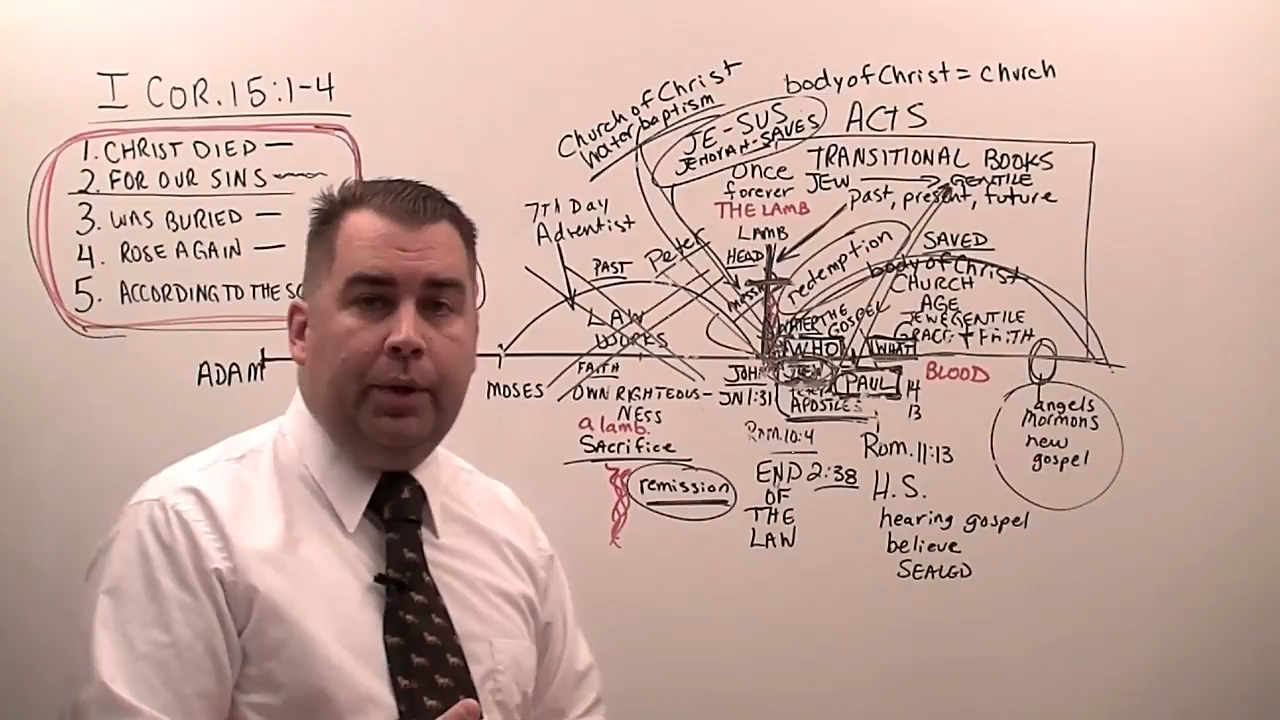 I COR. 15:1-4
1. CHRIST DIED —
2. FOR OUR SINS
3. WAS BURIED —
4. ROSE AGAIN —
5. ACCORDING TO THE SC
ADAM
Church of Christ
Water baptism
JE-SUS
JEHOVAH-SAVES
body of Christ = church
ACTS
TRANSITIONAL BOOKS
JEW → GENTILE
past, present, future
Once
forever
THE LAMB
LAMB
HEAD
7TH Day
Adventist
PAST
Peter
LAW
WORKS
FAITH
MOSES
OWN RIGHTEOUS-
NESS
a lamb.
Sacrifice
remission
redemption
SAVED
body of Christ
CHURCH
AGE
JEW & GENTILE
GRACE + FAITH
WATER THE
GOSPEL
WHO
WHAT
JOHN
JN 1:31
PAUL
14
13
BLOOD
APOSTLES
Rom. 10:4
END 2:38
OF
THE
LAW
Rom. 11:13
H.S.
hearing gospel
believe
SEALED
angels
Mormons
new
gospel